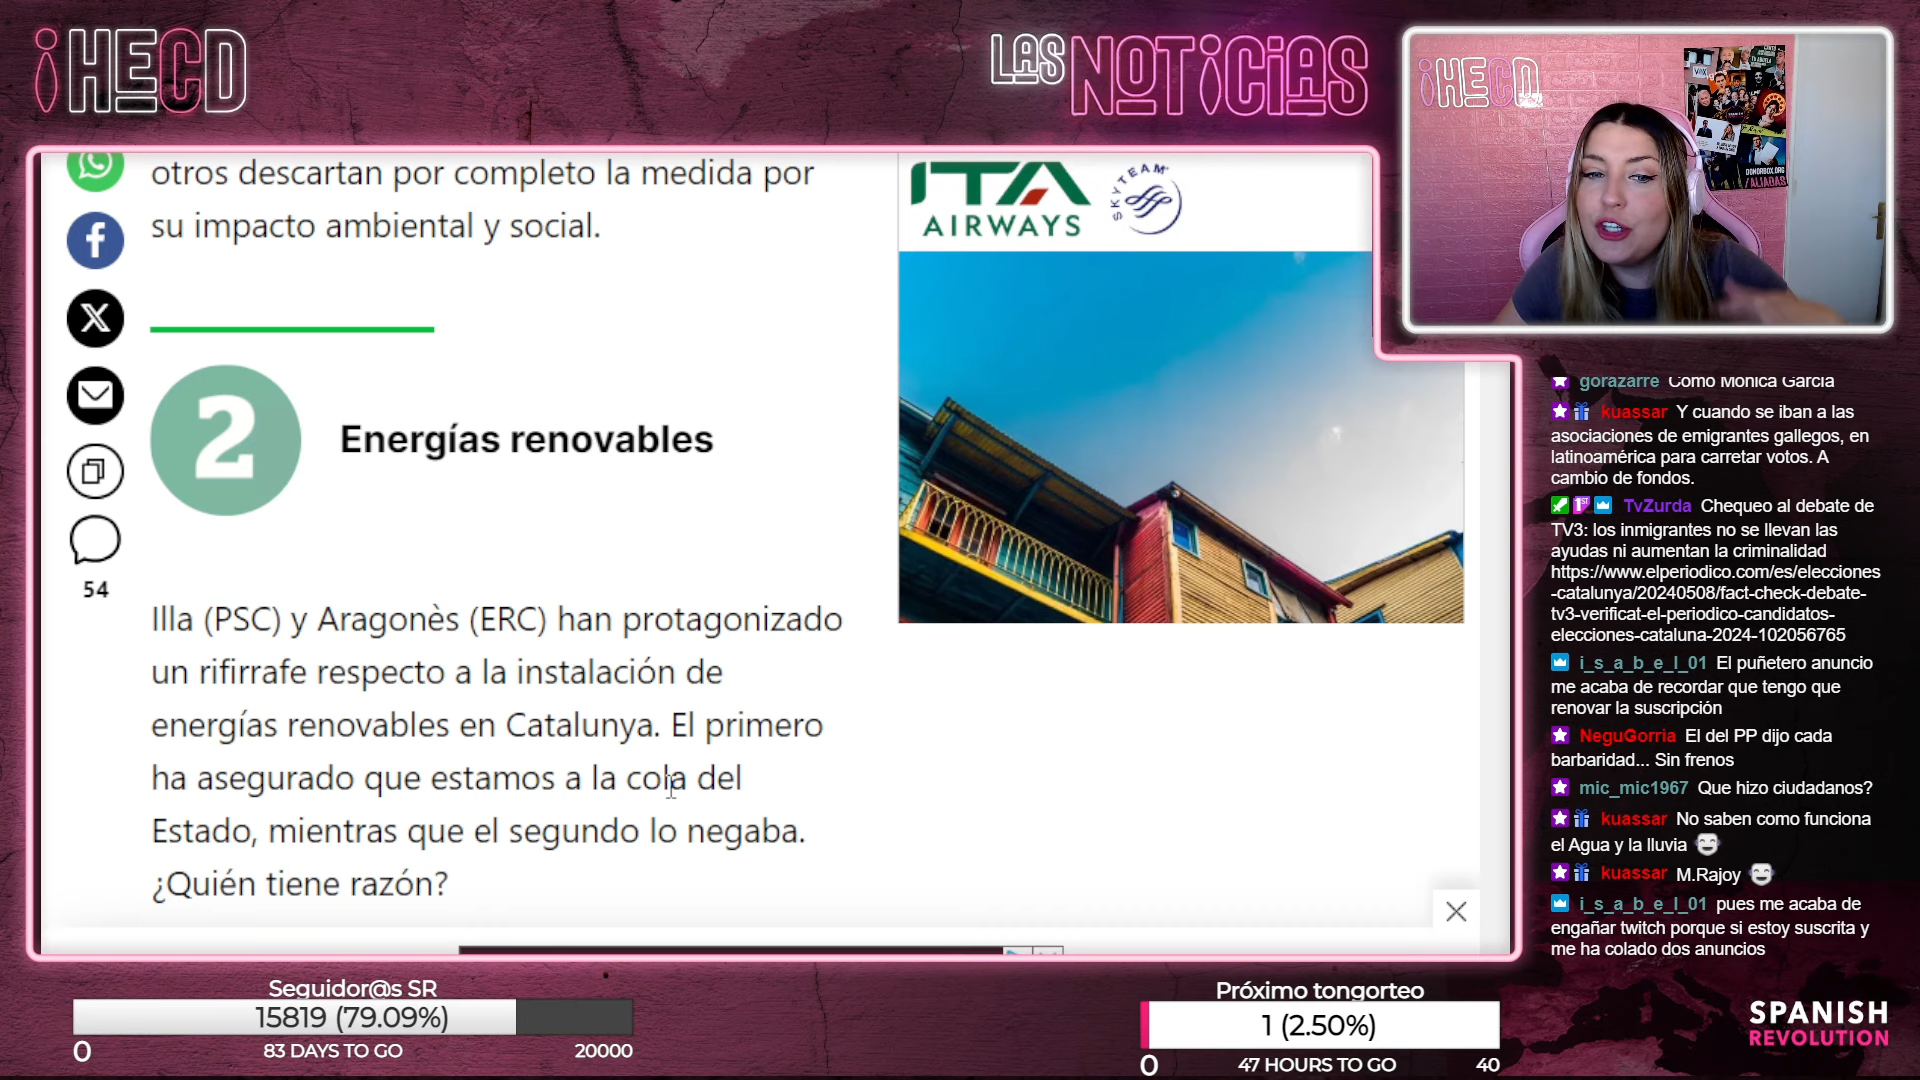 iHECD
LAS NOTiCiAS
iHECD
VOX
DONORBOX.ORG
/ALIADAS
otros descartan por completo la medida por
su impacto ambiental y social.
ITA
AIRWAYS
SKYTEAM
2
Energías renovables
54
Illa (PSC) y Aragonès (ERC) han protagonizado
un rifirrafe respecto a la instalación de
energías renovables en Catalunya. El primero
ha asegurado que estamos a la cola del
Estado, mientras que el segundo lo negaba.
¿Quién tiene razón?
gorazarre Como Mónica García
kuassar Y cuando se iban a las
asociaciones de emigrantes gallegos, en
latinoamérica para carretar votos. A
cambio de fondos.
1ST TvZurda Chequeo al debate de
TV3: los inmigrantes no se llevan las
ayudas ni aumentan la criminalidad
https://www.elperiodico.com/es/elecciones
-catalunya/20240508/fact-check-debate-
tv3-verificat-el-periodico-candidatos-
elecciones-cataluna-2024-102056765
i_s_a_b_e_l_01 El puñetero anuncio
me acaba de recordar que tengo que
renovar la suscripción
NeguGorria El del PP dijo cada
barbaridad... Sin frenos
mic_mic1967 Que hizo ciudadanos?
kuassar No saben como funciona
el Agua y la lluvia
kuassar M.Rajoy
i_s_a_b_e_l_01 pues me acaba de
engañar twitch porque si estoy suscrita y
me ha colado dos anuncios
Seguidor@s SR
15819 (79.09%)
0 83 DAYS TO GO 20000
Próximo tongorteo
1 (2.50%)
0 47 HOURS TO GO 40
SPANISH
REVOLUTION